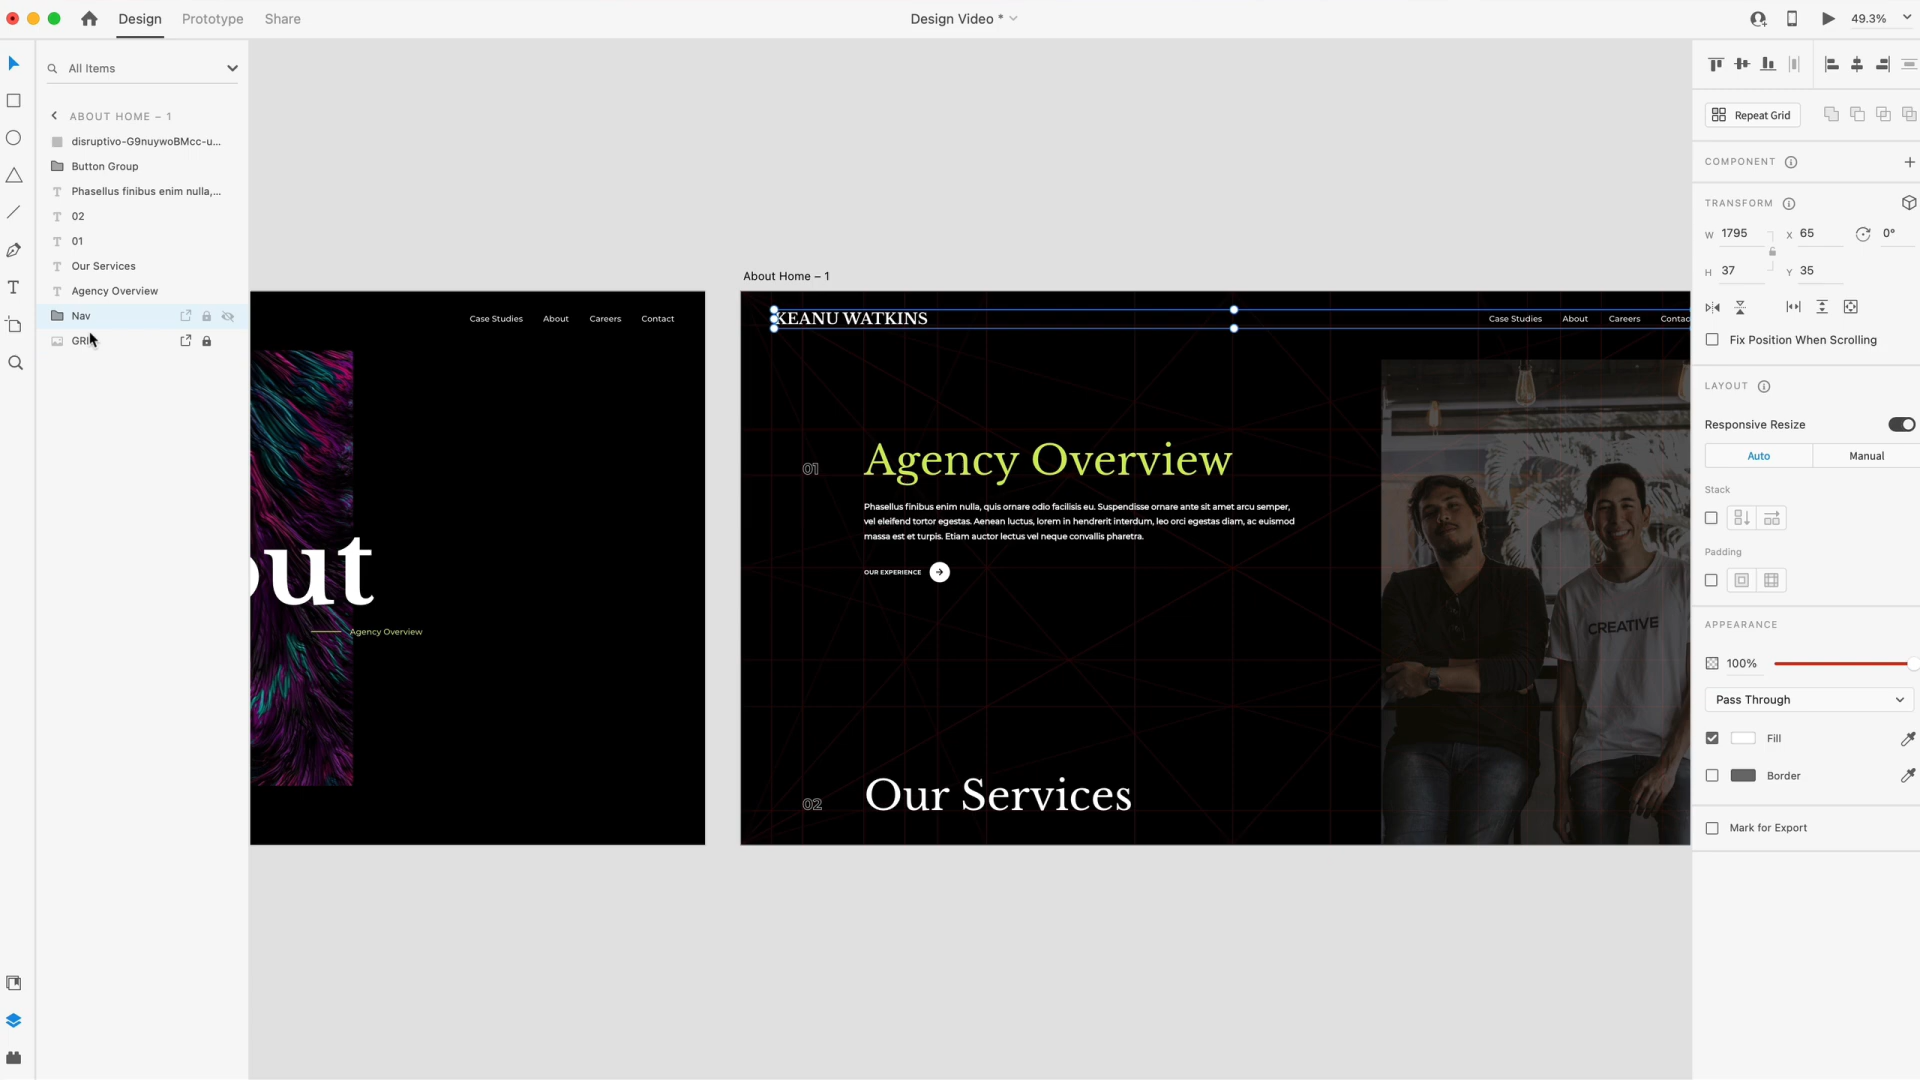 Design
Prototype
Share
Design Video *
49.3%
All Items
ABOUT HOME – 1
disruptivo-G9nuywoBMcc-u...
Button Group
Phasellus finibus enim nulla,...
02
01
Our Services
Agency Overview
Nav
Case Studies
About
Careers
Contact
out
Agency Overview
About Home – 1
KEANU WATKINS
Case Studies
About
Careers
Contac
01
Agency Overview
Phasellus finibus enim nulla, quis ornare odio facilisis eu. Suspendisse ornare ante sit amet arcu semper,
vel eleifend tortor egestas. Aenean luctus, lorem in hendrerit interdum, leo orci egestas diam, ac euismod
massa est et turpis. Etiam auctor lectus vel neque convallis pharetra.
OUR EXPERIENCE
CREATIVE
02
Our Services
Repeat Grid
COMPONENT
TRANSFORM
W 1795
X 65
0°
H 37
Y 35
Fix Position When Scrolling
LAYOUT
Responsive Resize
Auto
Manual
Stack
Padding
APPEARANCE
100%
Pass Through
Fill
Border
Mark for Export